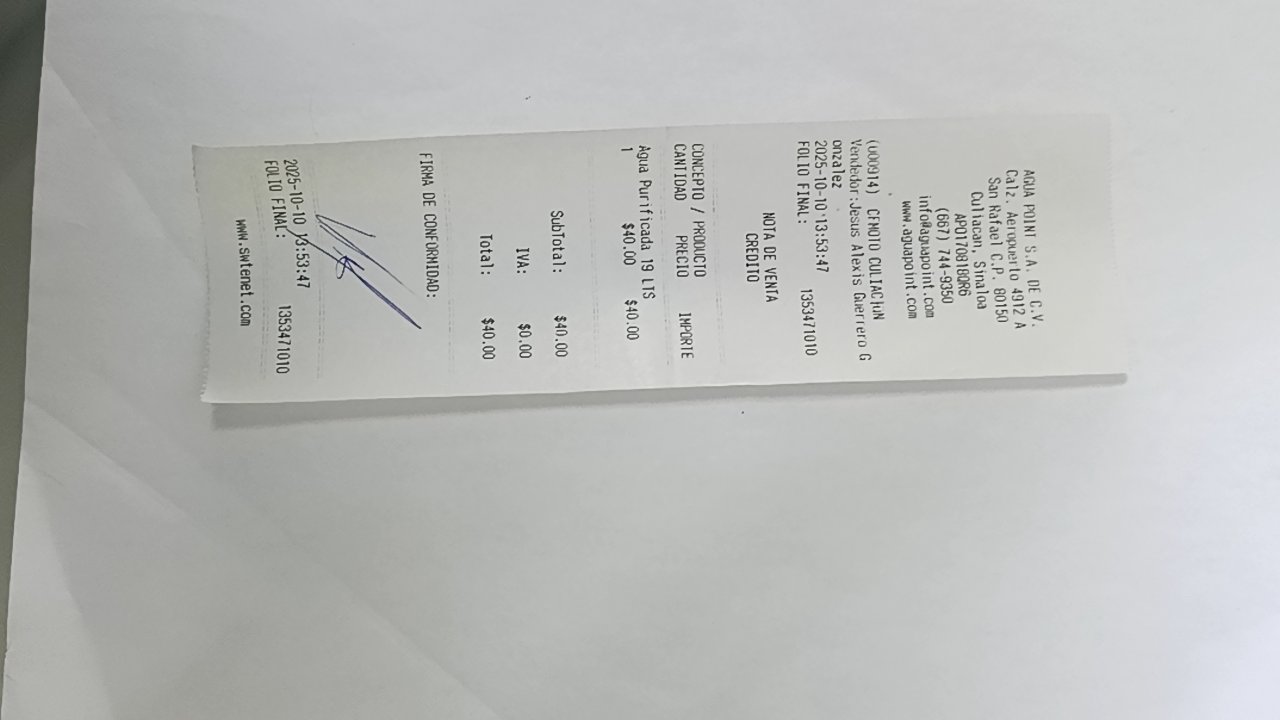 AGUA POINT S.A. DE C.V.
Calz. Aeropuerto 4912 A
San Rafael C.P. 80150
Culiacan, Sinaloa
APO170818QR6
(667) 744-9350
info@aguapoint.com
www.aguapoint.com
(U00914) CFMOTO CULIACIóN
Vendedor:Jesus Alexis Guerrero G
onzalez
2025-10-10 13:53:47
FOLIO FINAL: 1353471010
NOTA DE VENTA
CREDITO
CONCEPTO / PRODUCTO
CANTIDAD PRECIO IMPORTE
Agua Purificada 19 LTS
1 $40.00 $40.00
SubTotal: $40.00
IVA: $0.00
Total: $40.00
FIRMA DE CONFORMIDAD:
2025-10-10 13:53:47
FOLIO FINAL: 1353471010
www.swtenet.com